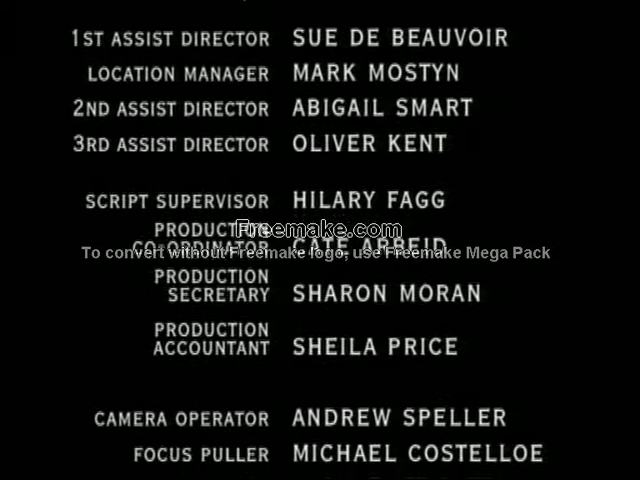 1ST ASSIST DIRECTOR SUE DE BEAUVOIR
LOCATION MANAGER MARK MOSTYN
2ND ASSIST DIRECTOR ABIGAIL SMART
3RD ASSIST DIRECTOR OLIVER KENT
SCRIPT SUPERVISOR HILARY FAGG
PRODUCTION
Freemake.com
CO-ORDINATOR CATE ARBEID
To convert without Freemake logo, use Freemake Mega Pack
PRODUCTION
SECRETARY SHARON MORAN
PRODUCTION
ACCOUNTANT SHEILA PRICE
CAMERA OPERATOR ANDREW SPELLER
FOCUS PULLER MICHAEL COSTELLOE